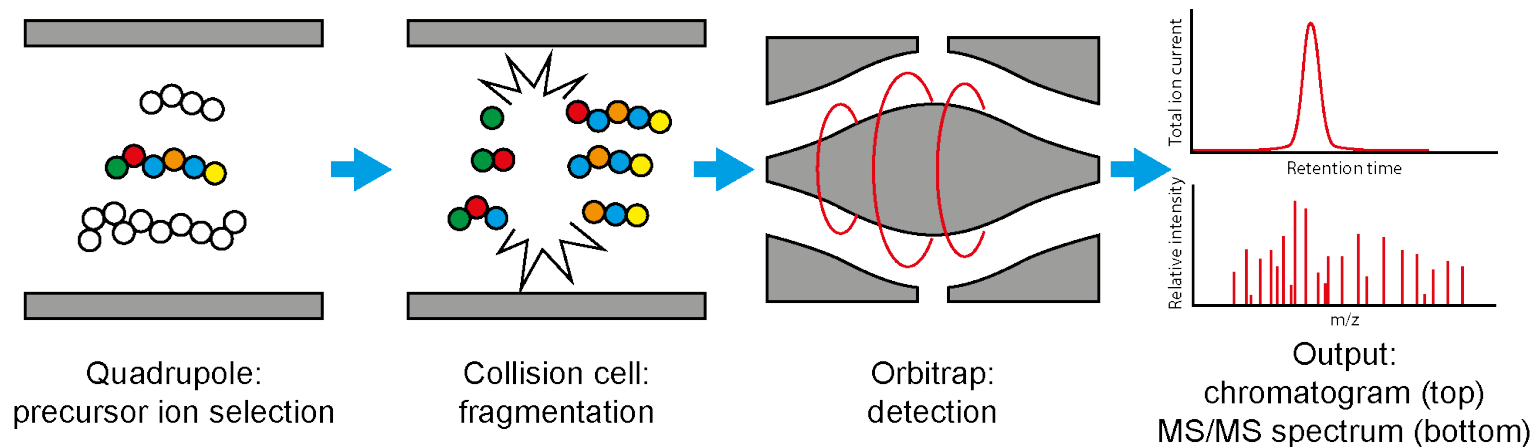 Quadrupole:
precursor ion selection
Collision cell:
fragmentation
Orbitrap:
detection
Total ion current
Retention time
Relative intensity
m/z
Output:
chromatogram (top)
MS/MS spectrum (bottom)